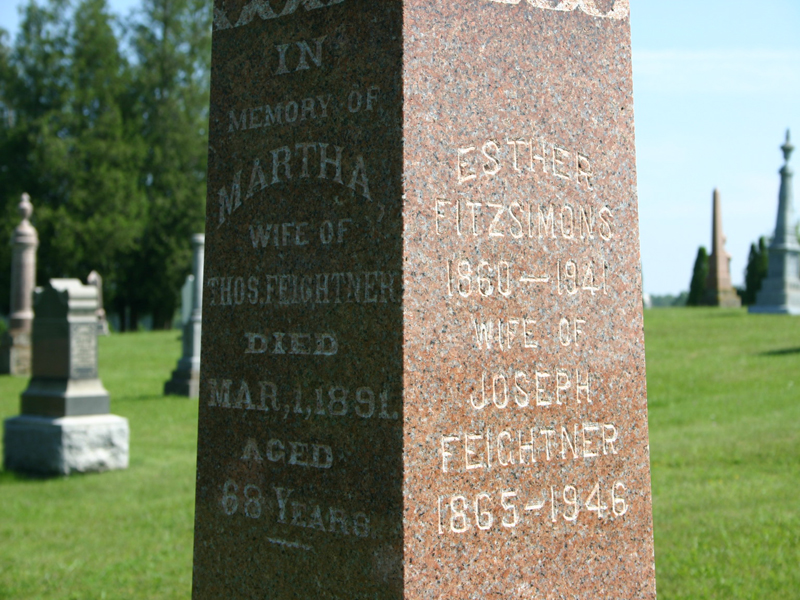 IN
MEMORY OF
MARTHA
WIFE OF
THOS. FEIGHTNER
DIED
MAR, 1, 1891.
AGED
68 YEARS
ESTHER
FITZSIMONS
1860—1941
WIFE OF
JOSEPH
FEIGHTNER
1865-1946